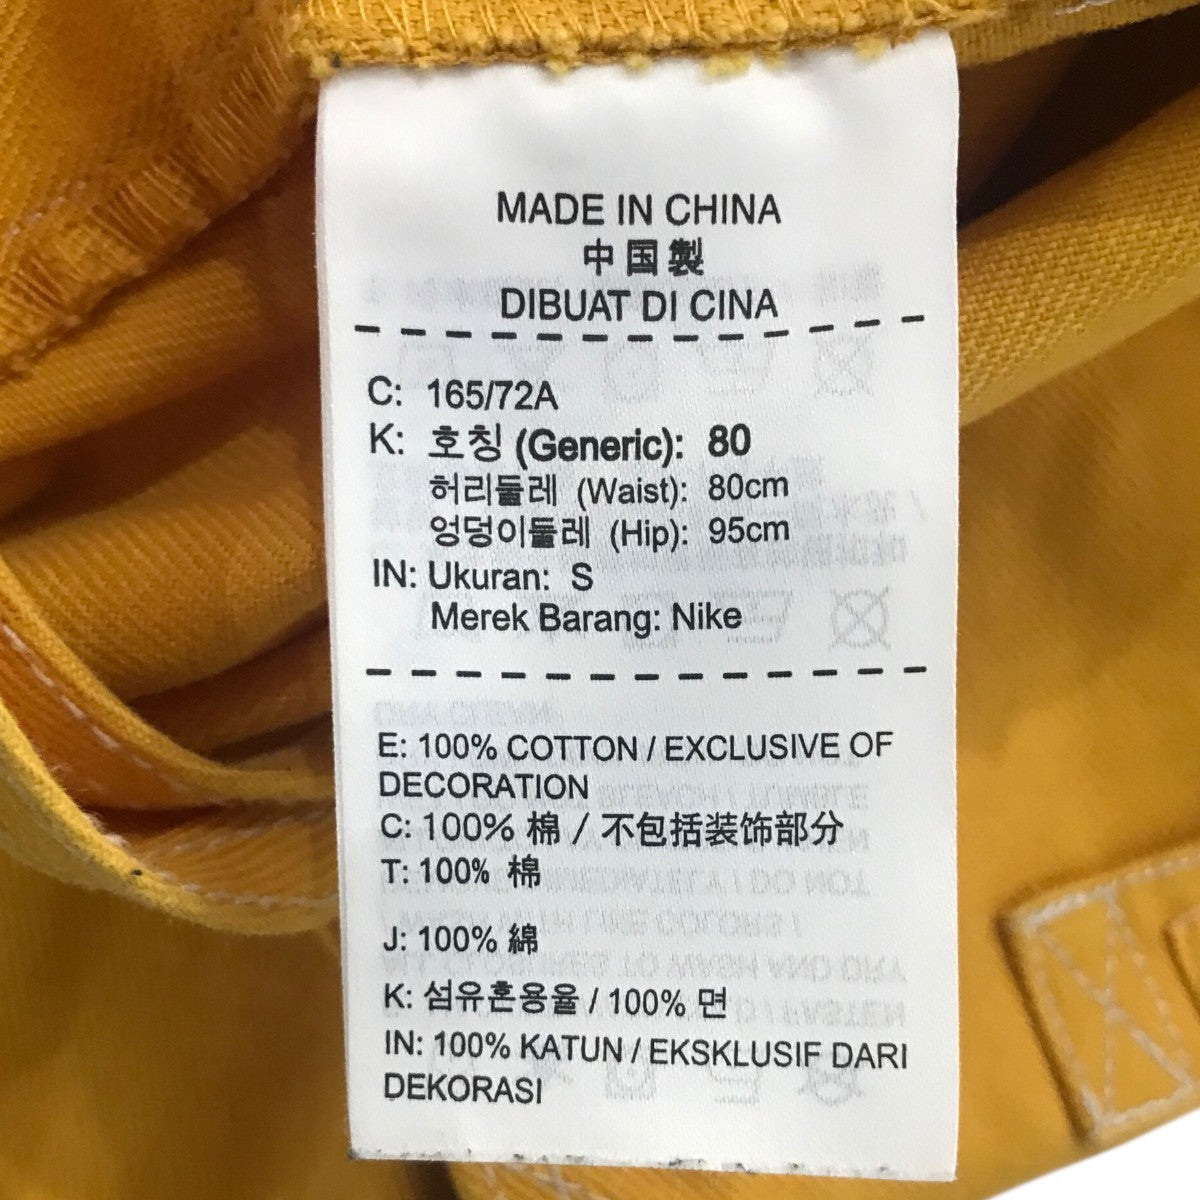 MADE IN CHINA
中国製
DIBUAT DI CINA
C: 165/72A
K: 호칭 (Generic): 80
허리둘레 (Waist): 80cm
엉덩이둘레 (Hip): 95cm
IN: Ukuran: S
Merek Barang: Nike
E: 100% COTTON / EXCLUSIVE OF
DECORATION
C: 100% 棉 / 不包括装饰部分
T: 100% 棉
J: 100% 綿
K: 섬유혼용율 / 100% 면
IN: 100% KATUN / EKSKLUSIF DARI
DEKORASI